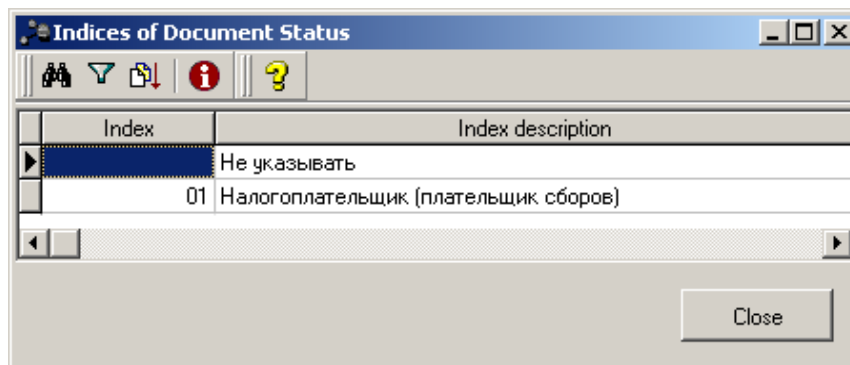 Indices of Document Status
Index Index description
Не указывать
01 Налогоплательщик (плательщик сборов)
Close